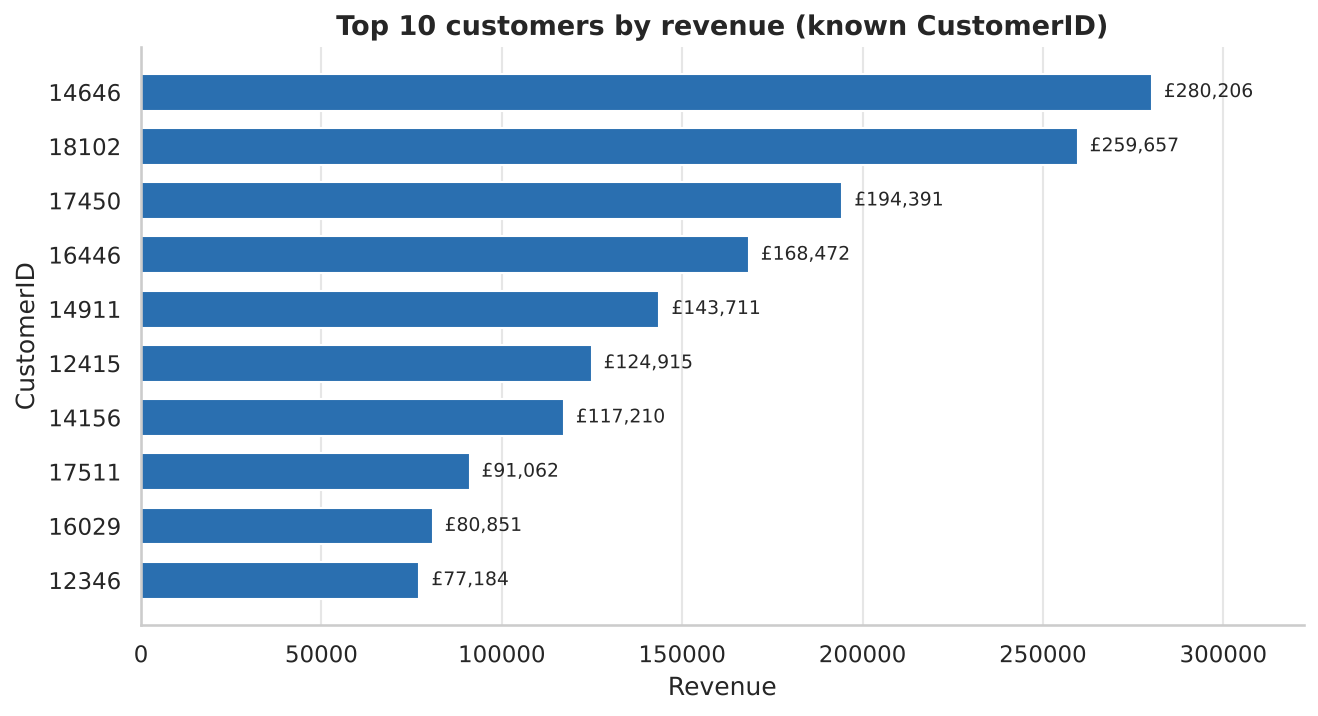 Top 10 customers by revenue (known CustomerID)
CustomerID
14646 £280,206
18102 £259,657
17450 £194,391
16446 £168,472
14911 £143,711
12415 £124,915
14156 £117,210
17511 £91,062
16029 £80,851
12346 £77,184
0 50000 100000 150000 200000 250000 300000
Revenue